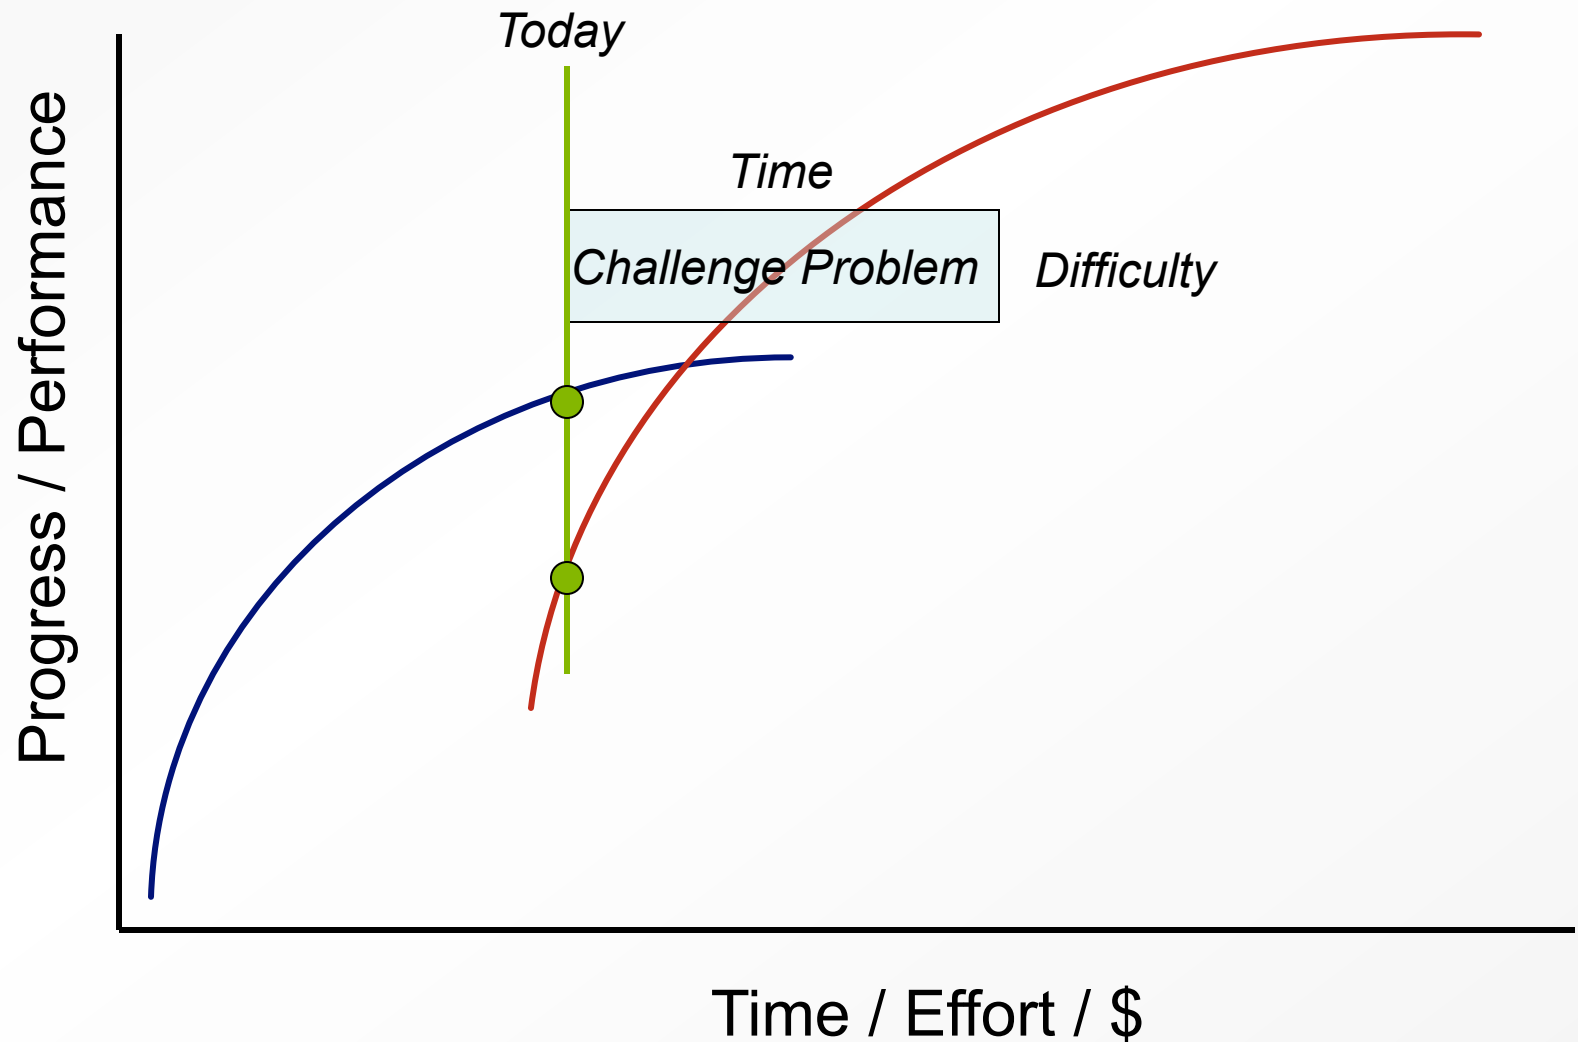 Today
Time
Challenge Problem
Difficulty
Progress / Performance
Time / Effort / $